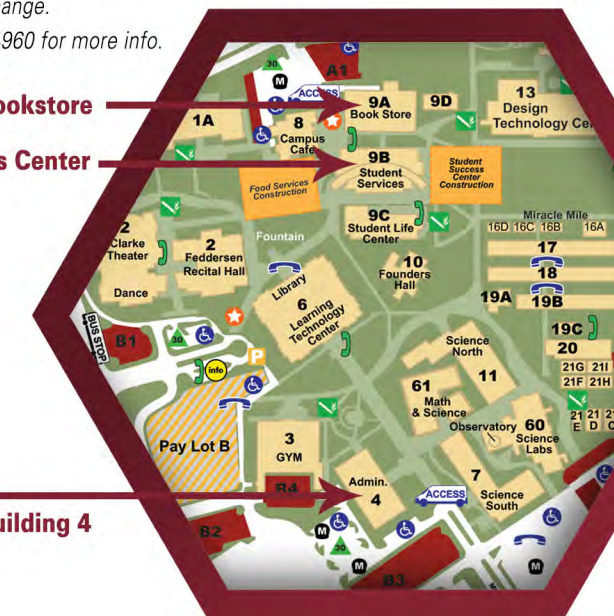 ange.
4960 for more info.
ookstore
s Center
uilding 4
30
M
A1
ACCESS
1A
8
Campus
Cafe
9A
Book Store
9D
13
Design
Technology Cen
9B
Student
Services
Student
Success
Center
Construction
Food Services
Construction
9C
Student Life
Center
Miracle Mile
16D 16C 16B 16A
17
18
19A
19B
19C
20
21G 21I
21F 21H
21
E
21
D
2
Clarke
Theater
Dance
2
Feddersen
Recital Hall
Fountain
10
Founders
Hall
Library
6
Learning
Technology
Center
BUS STOP
B1
30
info
P
Pay Lot B
Science
North
11
61
Math
& Science
Observatory
60
Science
Labs
3
GYM
B4
Admin.
4
ACCESS
7
Science
South
B2
M
30
M
B3
M